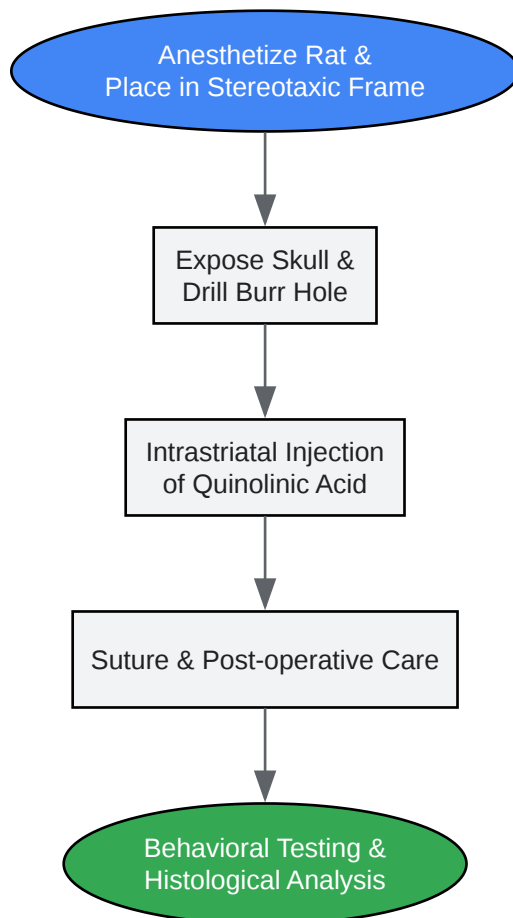 Anesthetize Rat &
Place in Stereotaxic Frame
Expose Skull &
Drill Burr Hole
Intrastriatal Injection
of Quinolinic Acid
Suture & Post-operative Care
Behavioral Testing &
Histological Analysis